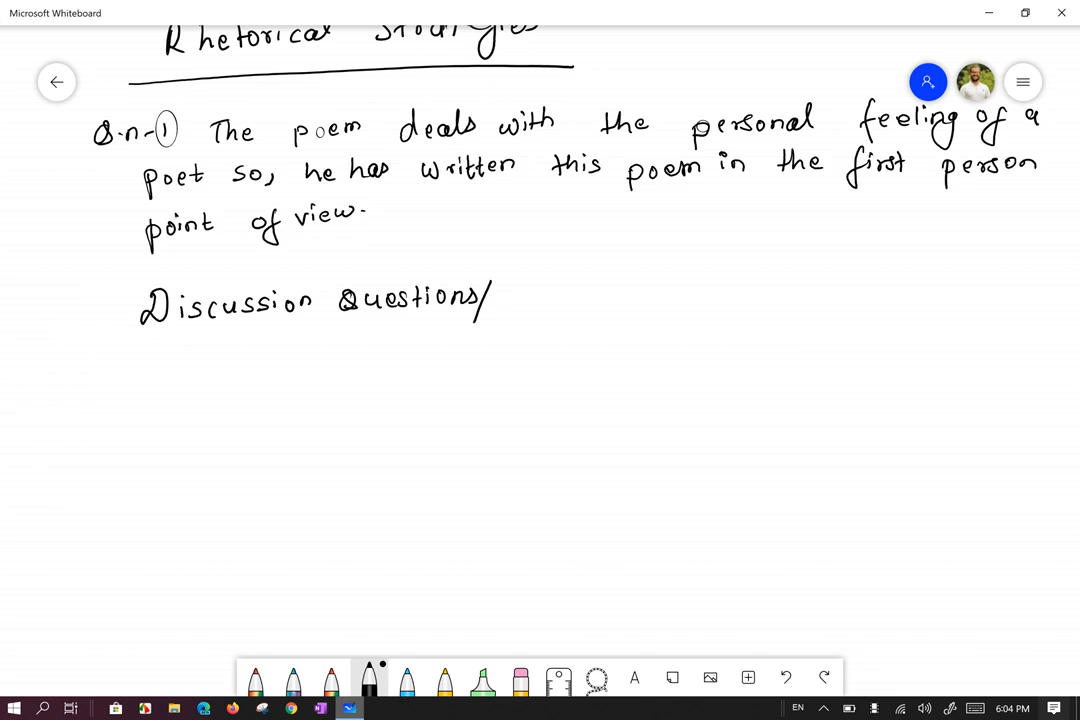 Microsoft Whiteboard
Rhetorical Strategies
Q.n-① The poem deals with the personal feeling of a
poet so, he has written this poem in the first person
point of view.
Discussion Questions/
EN
6:04 PM